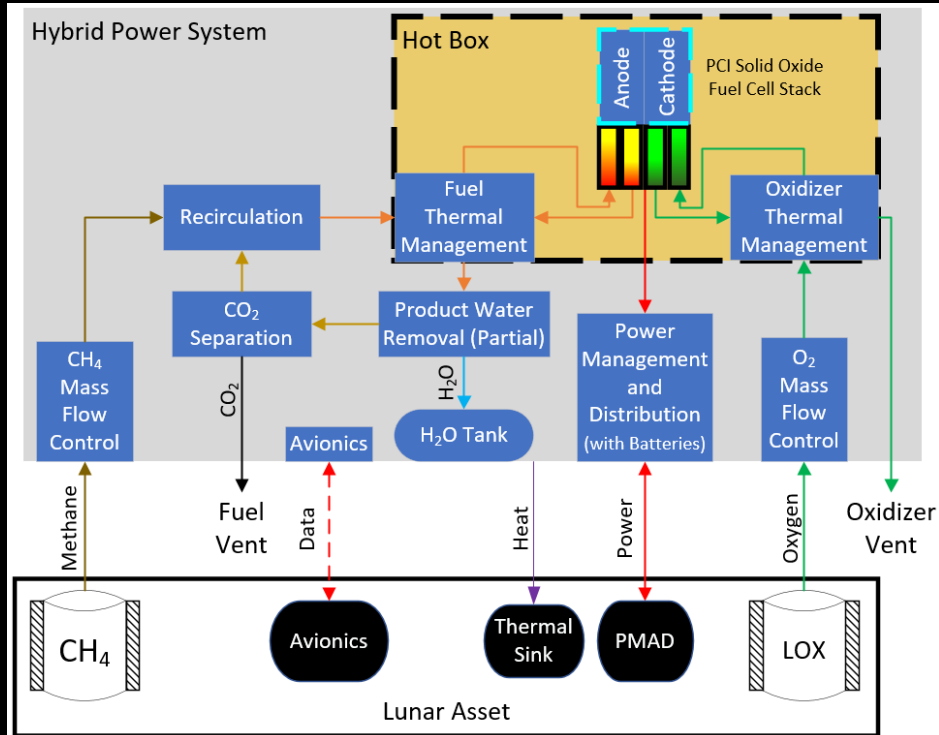 Hybrid Power System
Hot Box
Anode
Cathode
PCI Solid Oxide
Fuel Cell Stack
Recirculation
Fuel
Thermal
Management
Oxidizer
Thermal
Management
CO₂
Separation
Product Water
Removal (Partial)
CH₄
Mass
Flow
Control
Power
Management
and
Distribution
(with Batteries)
O₂
Mass
Flow
Control
CO₂
H₂O
Avionics
H₂O Tank
Methane
Fuel
Vent
Data
Heat
Power
Oxygen
Oxidizer
Vent
CH₄
Avionics
Thermal
Sink
PMAD
LOX
Lunar Asset